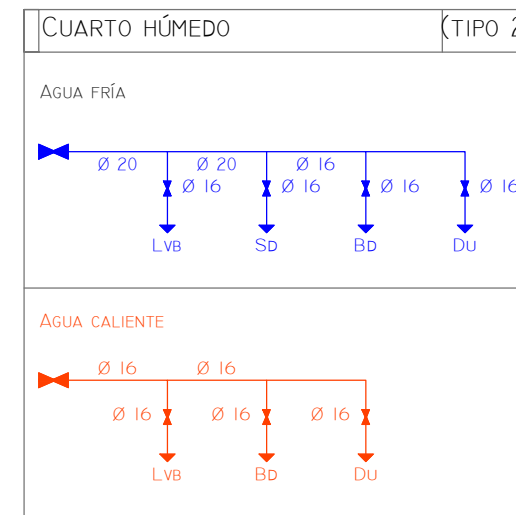 CUARTO HÚMEDO (TIPO 2
AGUA FRÍA
Ø 20 Ø 20 Ø 16
Ø 16 Ø 16 Ø 16 Ø 16
LVB SD BD DU
AGUA CALIENTE
Ø 16 Ø 16
Ø 16 Ø 16 Ø 16
LVB BD DU